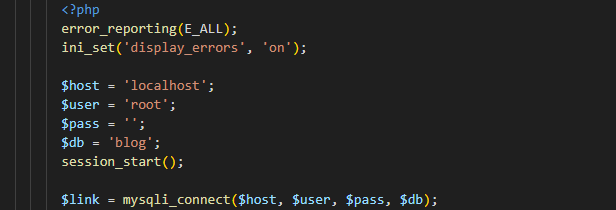 <?php
error_reporting(E_ALL);
ini_set('display_errors', 'on');
$host = 'localhost';
$user = 'root';
$pass = '';
$db = 'blog';
session_start();
$link = mysqli_connect($host, $user, $pass, $db);